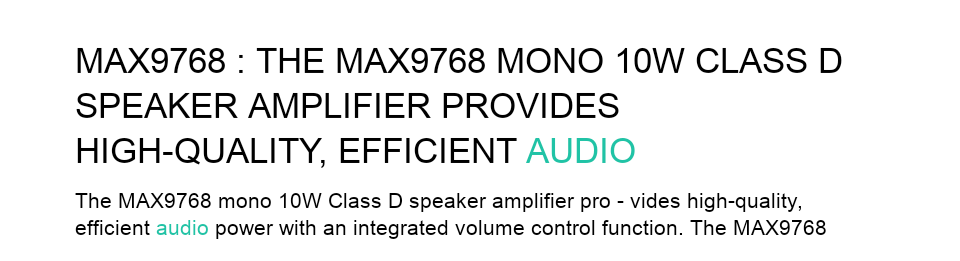 MAX9768 : THE MAX9768 MONO 10W CLASS D
SPEAKER AMPLIFIER PROVIDES
HIGH-QUALITY, EFFICIENT AUDIO
The MAX9768 mono 10W Class D speaker amplifier pro - vides high-quality,
efficient audio power with an integrated volume control function. The MAX9768